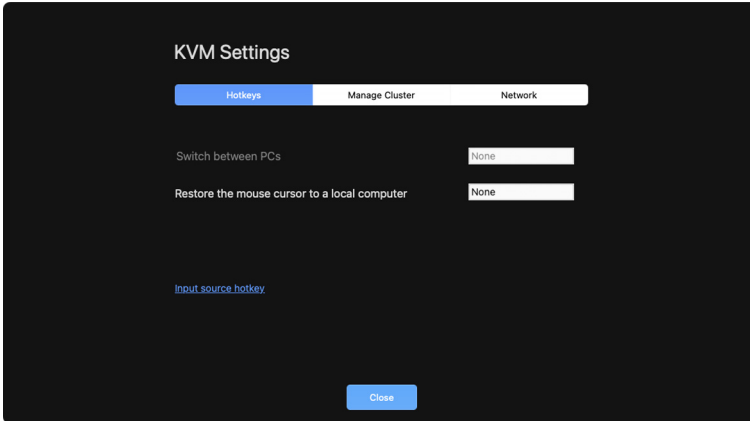 KVM Settings
Hotkeys Manage Cluster Network
Switch between PCs None
Restore the mouse cursor to a local computer None
Input source hotkey
Close